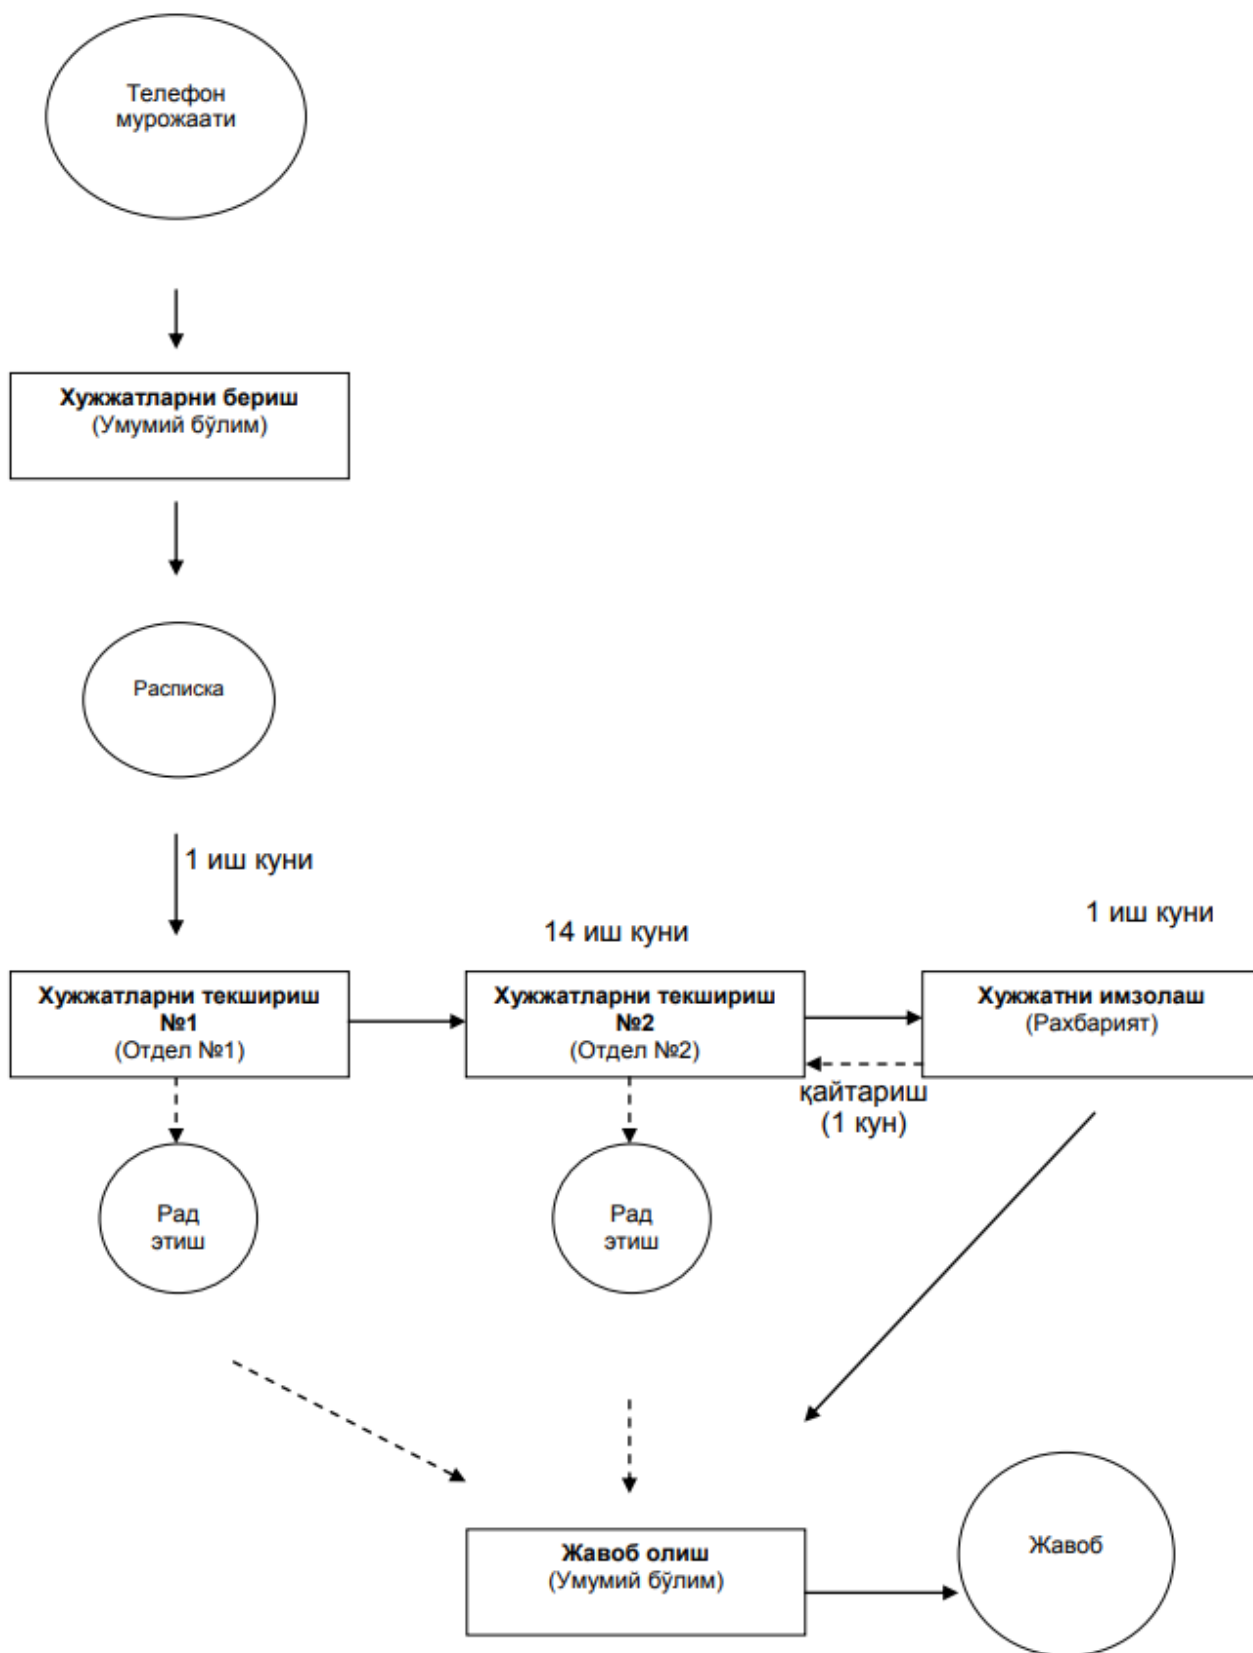 Телефон
мурожаати
Хужжатларни бериш
(Умумий бўлим)
Расписка
1 иш куни
14 иш куни
1 иш куни
Хужжатларни текшириш
№1
(Отдел №1)
Хужжатларни текшириш
№2
(Отдел №2)
Хужжатни имзолаш
(Рахбарият)
қайтариш
(1 кун)
Рад
этиш
Рад
этиш
Жавоб олиш
(Умумий бўлим)
Жавоб